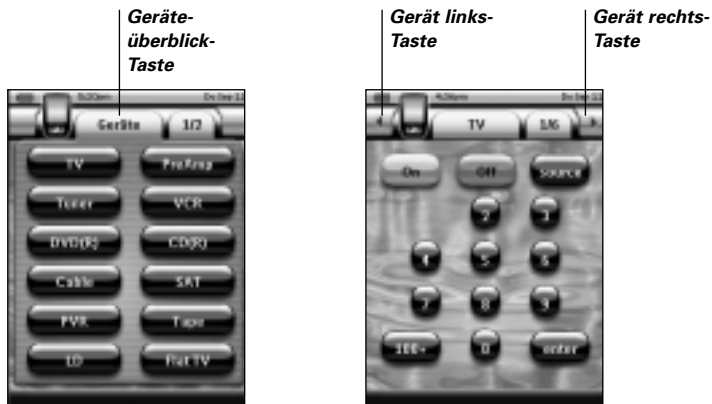 Geräte-
überblick-
Taste
Gerät links-
Taste
Gerät rechts-
Taste
Geräte 1/2
TV PreAmp
Tuner VCR
DVD(R) CD(R)
Cable SAT
PVR Tape
LD Flat TV
TV 1/6
On Off source
2 3
4 5 6
7 8 9
100+ 0 enter